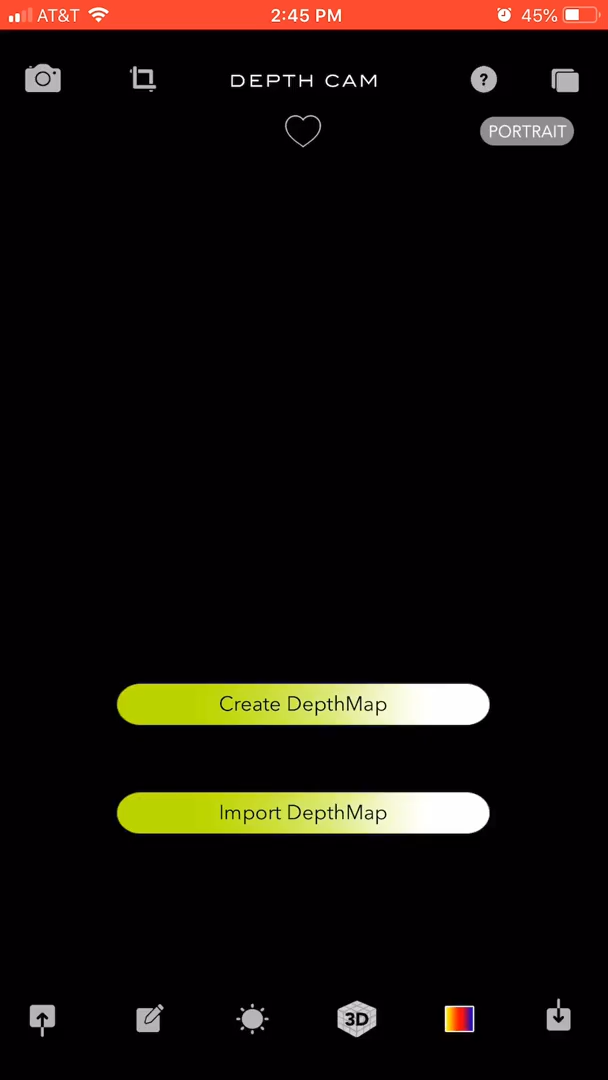 AT&T 2:45 PM 45%
DEPTH CAM ?
PORTRAIT
Create DepthMap
Import DepthMap
3D